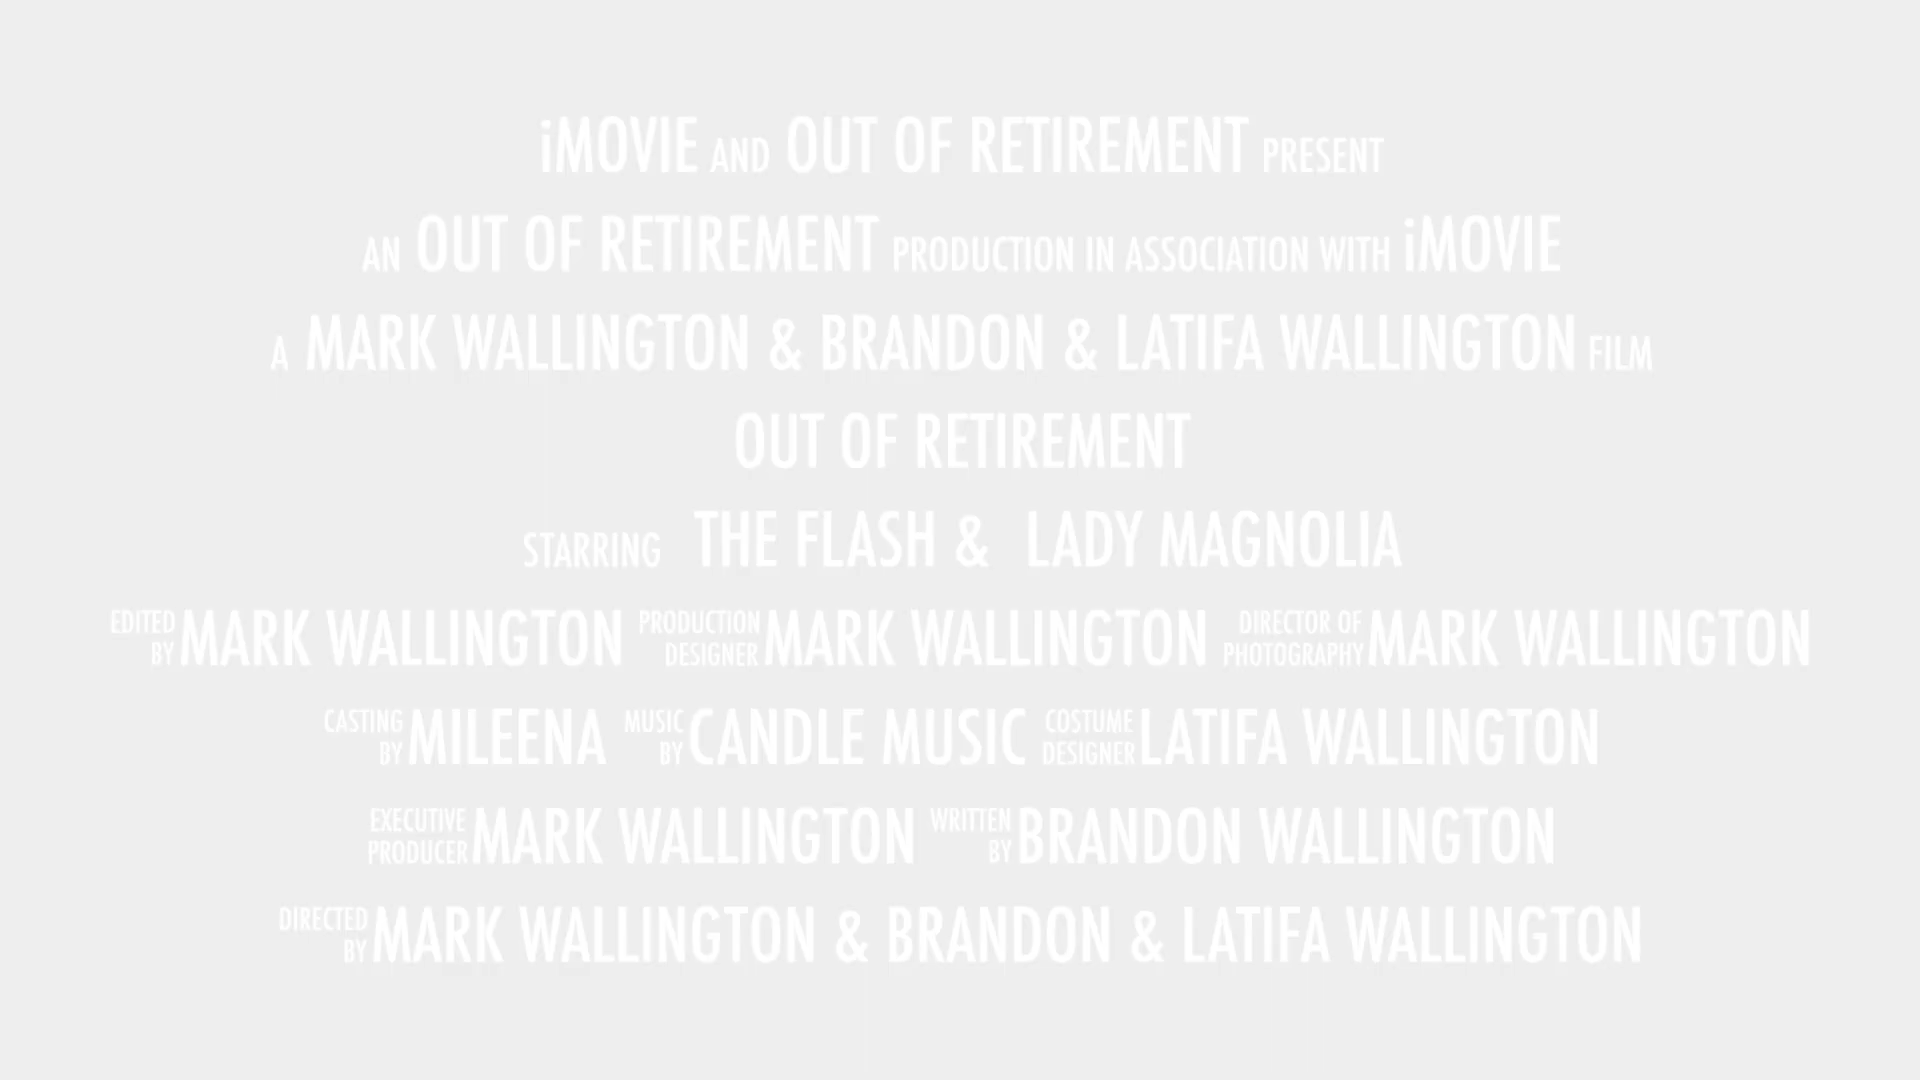 iMOVIE AND OUT OF RETIREMENT PRESENT
AN OUT OF RETIREMENT PRODUCTION IN ASSOCIATION WITH iMOVIE
A MARK WALLINGTON & BRANDON & LATIFA WALLINGTON FILM
OUT OF RETIREMENT
STARRING THE FLASH & LADY MAGNOLIA
EDITED BY MARK WALLINGTON PRODUCTION DESIGNER MARK WALLINGTON DIRECTOR OF PHOTOGRAPHY MARK WALLINGTON
CASTING BY MILEENA MUSIC BY CANDLE MUSIC COSTUME DESIGNER LATIFA WALLINGTON
EXECUTIVE PRODUCER MARK WALLINGTON WRITTEN BY BRANDON WALLINGTON
DIRECTED BY MARK WALLINGTON & BRANDON & LATIFA WALLINGTON